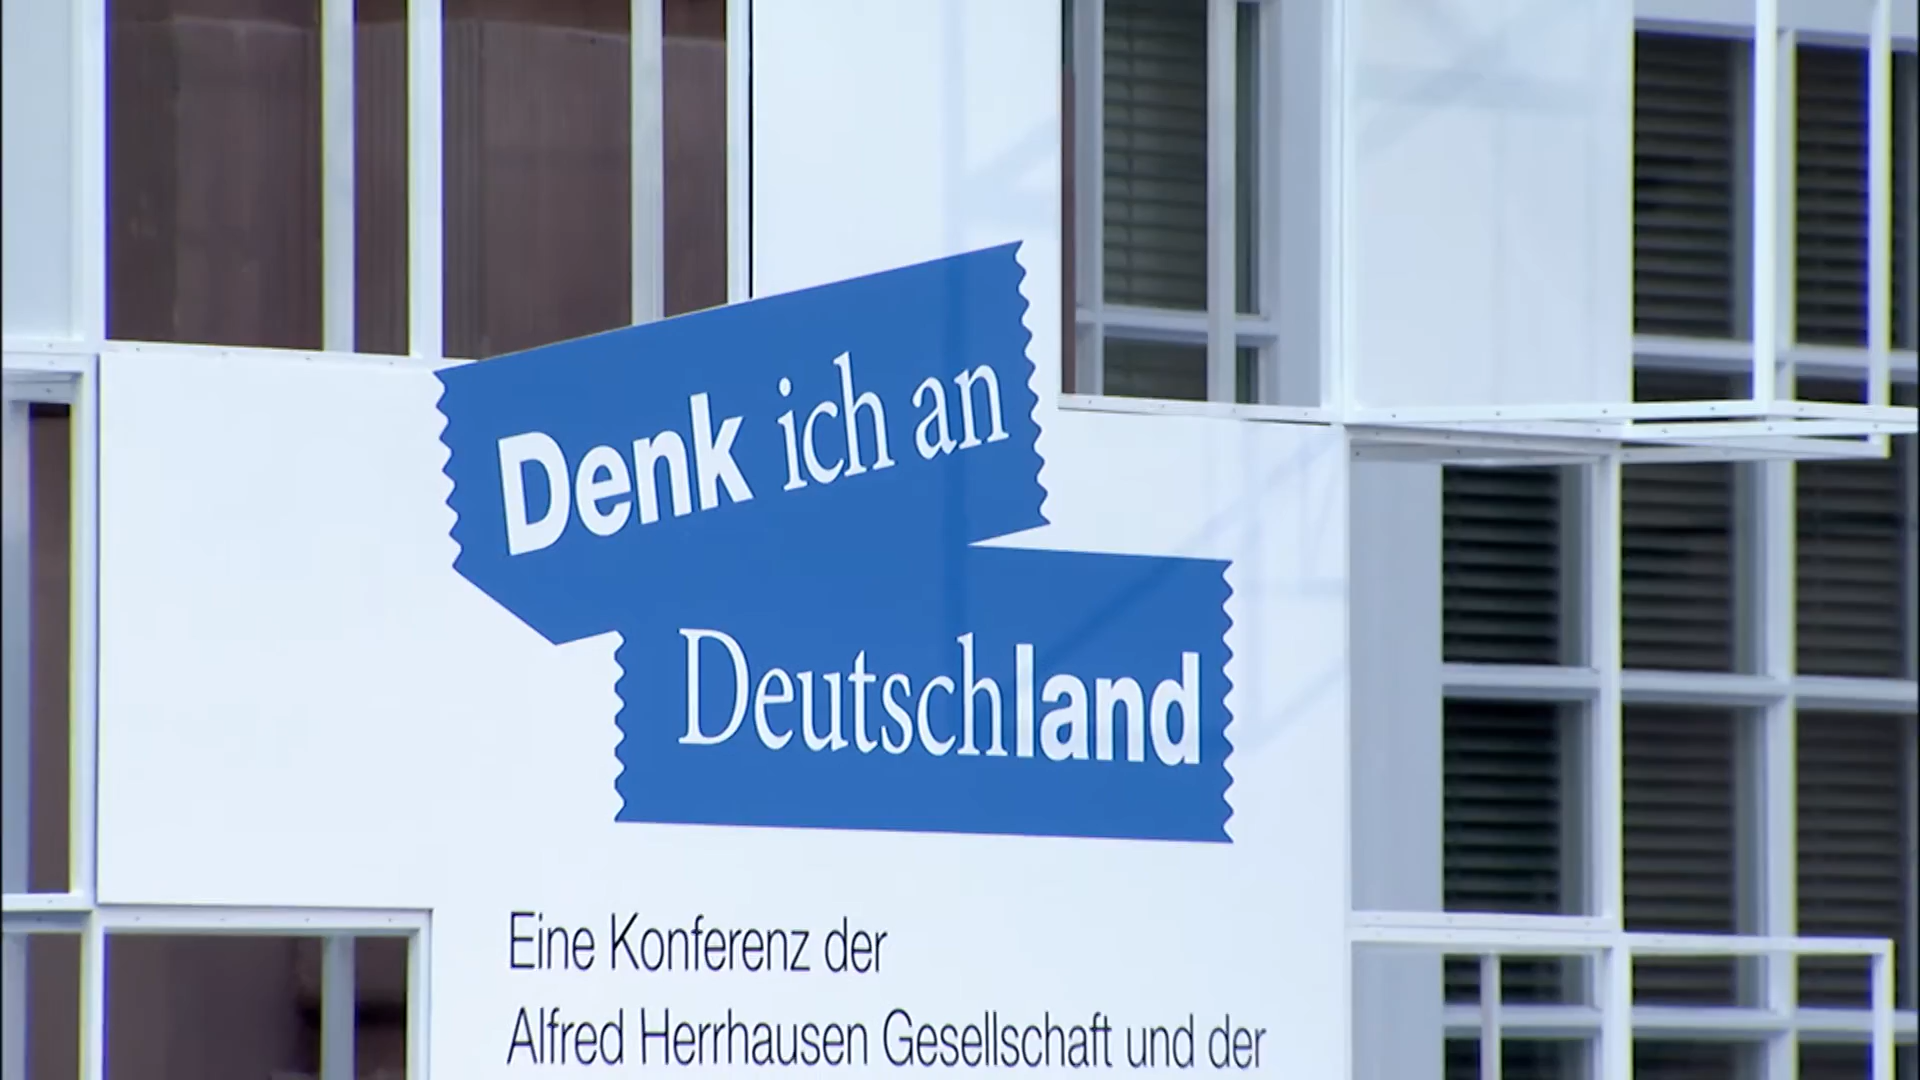 Denk ich an
Deutschland
Eine Konferenz der
Alfred Herrhausen Gesellschaft und der